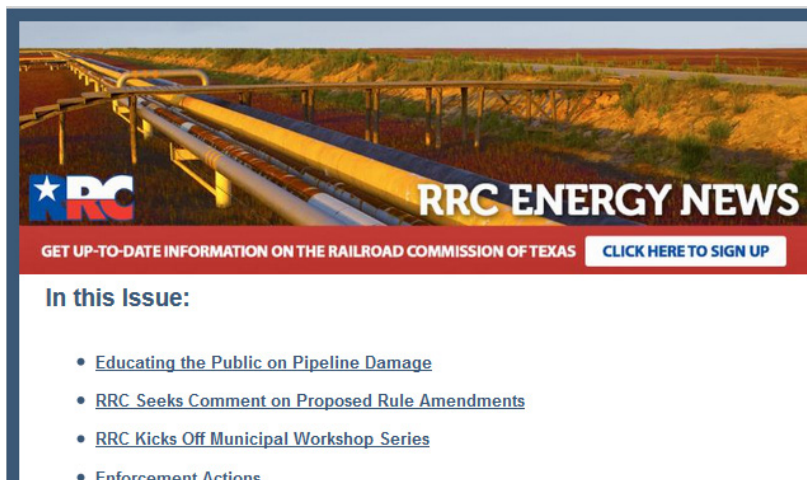 RRC
RRC ENERGY NEWS
GET UP-TO-DATE INFORMATION ON THE RAILROAD COMMISSION OF TEXAS CLICK HERE TO SIGN UP
In this Issue:
Educating the Public on Pipeline Damage
RRC Seeks Comment on Proposed Rule Amendments
RRC Kicks Off Municipal Workshop Series
Enforcement Actions